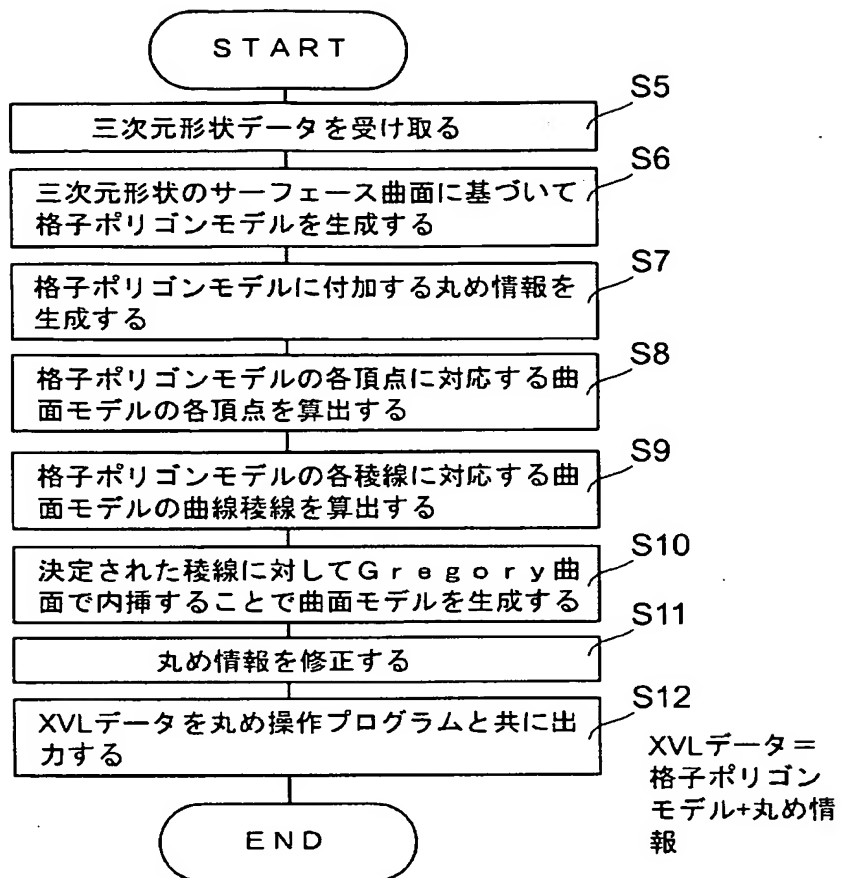 START
S5
三次元形状データを受け取る
S6
三次元形状のサーフェース曲面に基づいて
格子ポリゴンモデルを生成する
S7
格子ポリゴンモデルに付加する丸め情報を
生成する
S8
格子ポリゴンモデルの各頂点に対応する曲
面モデルの各頂点を算出する
S9
格子ポリゴンモデルの各稜線に対応する曲
面モデルの曲線稜線を算出する
S10
決定された稜線に対してGregory曲
面で内挿することで曲面モデルを生成する
S11
丸め情報を修正する
S12
XVLデータを丸め操作プログラムと共に出
力する
XVLデータ＝
格子ポリゴン
モデル+丸め情
報
END